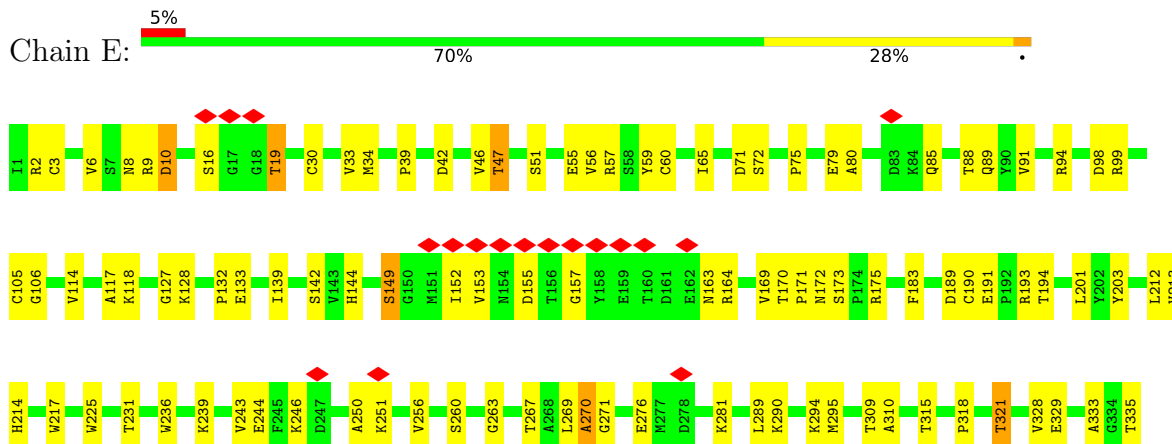 5%
Chain E:
70% 28% •
I1 R2 C3 V6 S7 N8 R9 D10 S16 G17 G18 T19 C30 V33 M34 P39 D42 V46 T47 S51 E55 V56 R57 S58 Y59 C60 I65 D71 S72 P75 E79 A80 D83 K84 Q85 T88 Q89 Y90 V91 R94 D98 R99
C105 G106 V114 A117 K118 G127 K128 P132 E133 I139 S142 V143 H144 S149 G150 M151 I152 V153 N154 D155 T156 G157 Y158 E159 T160 D161 E162 N163 R164 V169 T170 P171 N172 S173 P174 R175 F183 D189 C190 E191 P192 R193 T194 L201 Y202 Y203 L212
H214 W217 W225 T231 W236 K239 V243 E244 F245 K246 D247 A250 K251 V256 S260 G263 T267 A268 L269 A270 G271 E276 M277 D278 K281 L289 K290 K294 M295 T309 A310 T315 P318 T321 V328 E329 A333 G334 T335